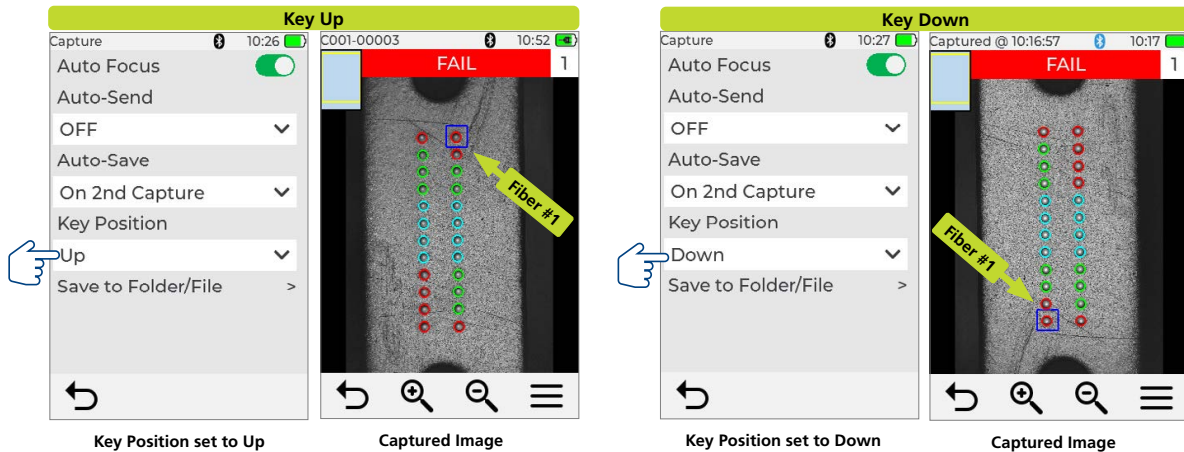 Key Up
Capture 10:26
Auto Focus
Auto-Send
OFF
Auto-Save
On 2nd Capture
Key Position
Up
Save to Folder/File >
Key Position set to Up
C001-00003 10:52
FAIL 1
Fiber #1
Captured Image
Key Down
Capture 10:27
Auto Focus
Auto-Send
OFF
Auto-Save
On 2nd Capture
Key Position
Down
Save to Folder/File >
Key Position set to Down
Captured @ 10:16:57 10:17
FAIL 1
Fiber #1
Captured Image